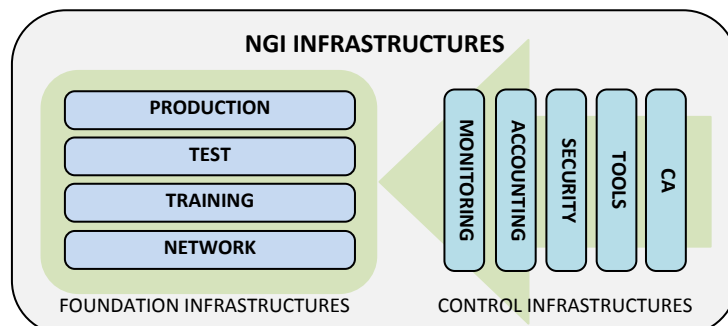 NGI INFRASTRUCTURES
PRODUCTION
TEST
TRAINING
NETWORK
FOUNDATION INFRASTRUCTURES
MONITORING
ACCOUNTING
SECURITY
TOOLS
CA
CONTROL INFRASTRUCTURES